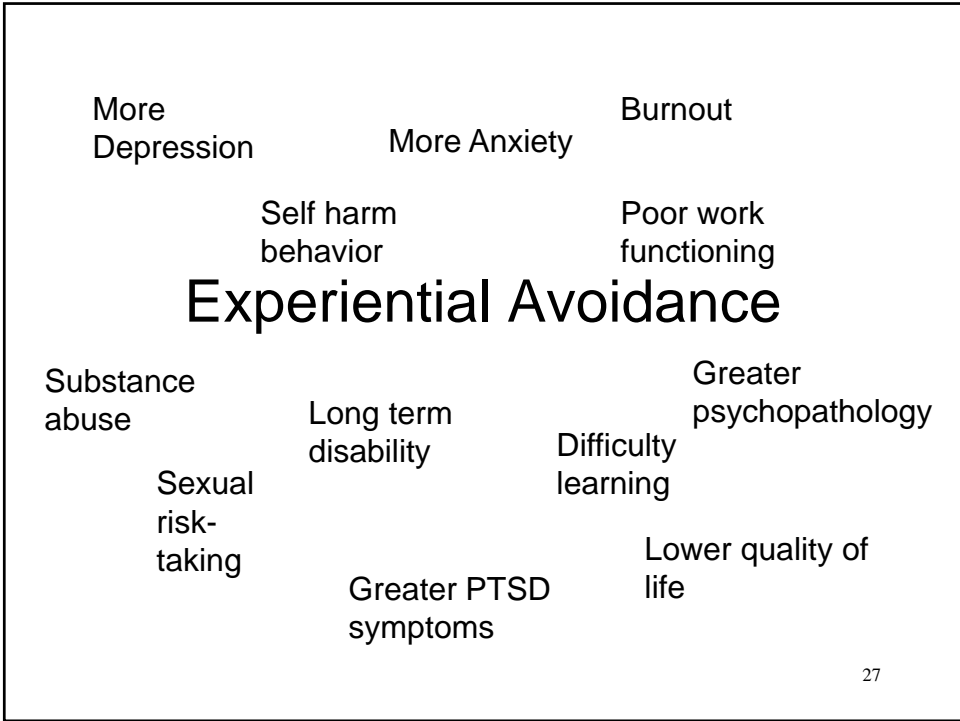 More
Depression
More Anxiety
Burnout
Self harm
behavior
Poor work
functioning
Experiential Avoidance
Substance
abuse
Long term
disability
Greater
psychopathology
Difficulty
learning
Sexual
risk-
taking
Lower quality of
life
Greater PTSD
symptoms
27